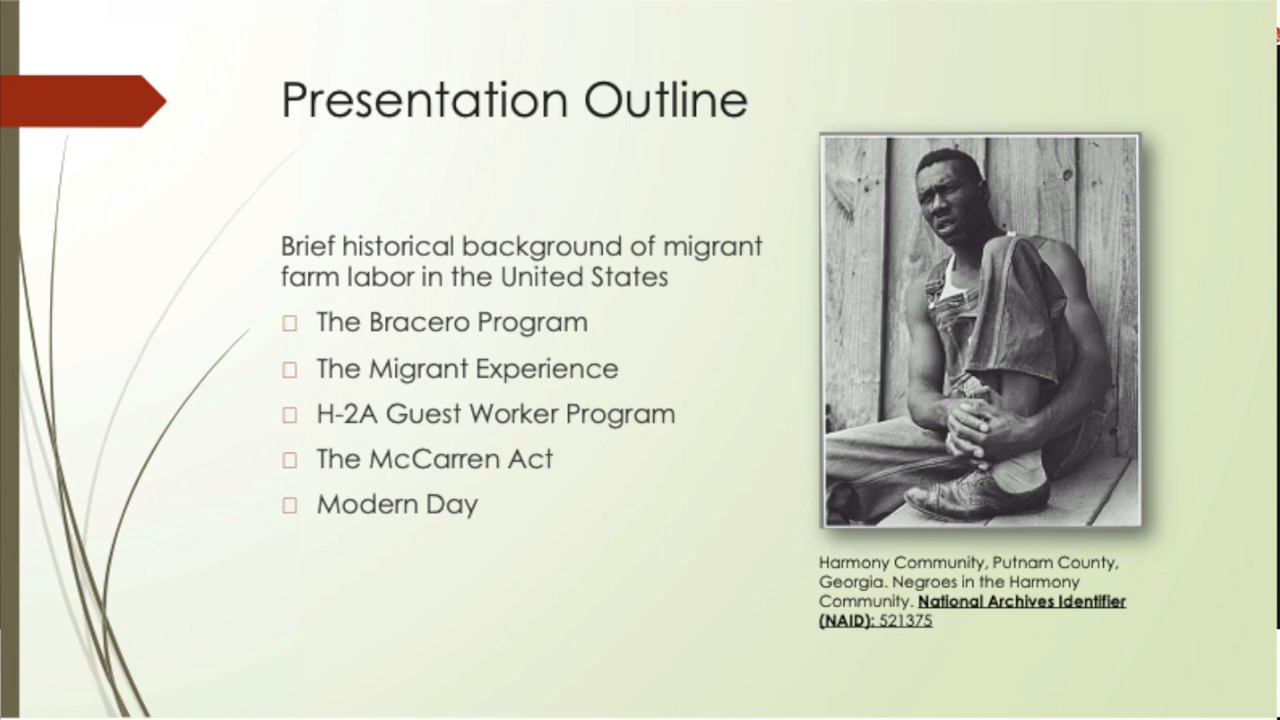 Presentation Outline
Brief historical background of migrant
farm labor in the United States
The Bracero Program
The Migrant Experience
H-2A Guest Worker Program
The McCarren Act
Modern Day
Harmony Community, Putnam County,
Georgia. Negroes in the Harmony
Community. National Archives Identifier
(NAID): 521375